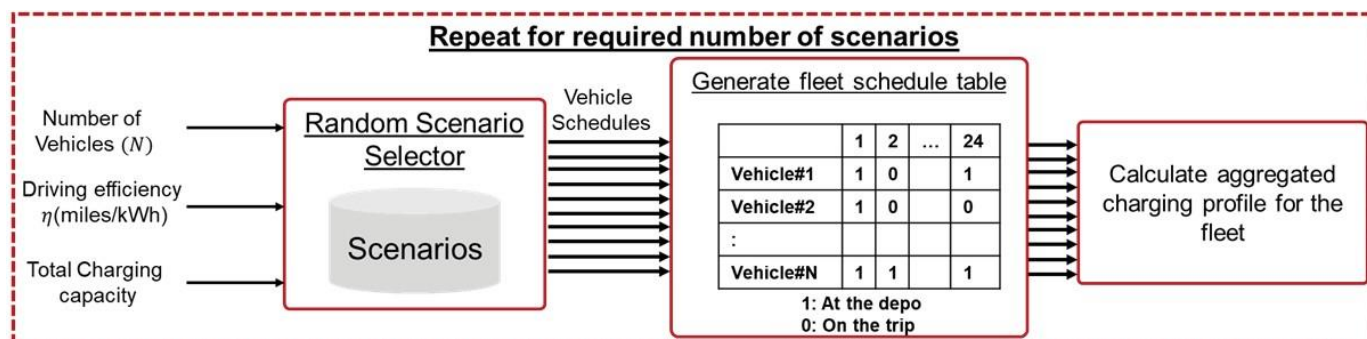 Repeat for required number of scenarios
Number of
Vehicles (N)
Driving efficiency
η(miles/kWh)
Total Charging
capacity
Random Scenario
Selector
Scenarios
Vehicle
Schedules
Generate fleet schedule table
1 2 ... 24
Vehicle#1 1 0 1
Vehicle#2 1 0 0
:
Vehicle#N 1 1 1
1: At the depo
0: On the trip
Calculate aggregated
charging profile for the
fleet